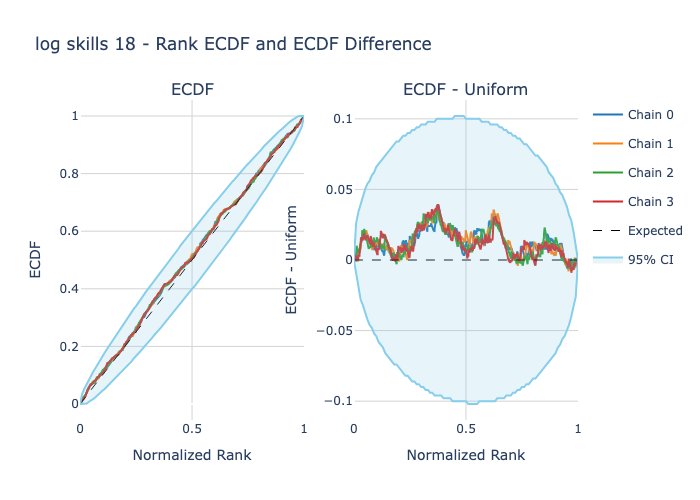 log skills 18 - Rank ECDF and ECDF Difference
ECDF
ECDF - Uniform
1
0.8
0.6
0.4
0.2
0
0
0.5
1
ECDF
Normalized Rank
0.1
0.05
0
−0.05
−0.1
0
0.5
1
ECDF - Uniform
Normalized Rank
Chain 0
Chain 1
Chain 2
Chain 3
Expected
95% CI